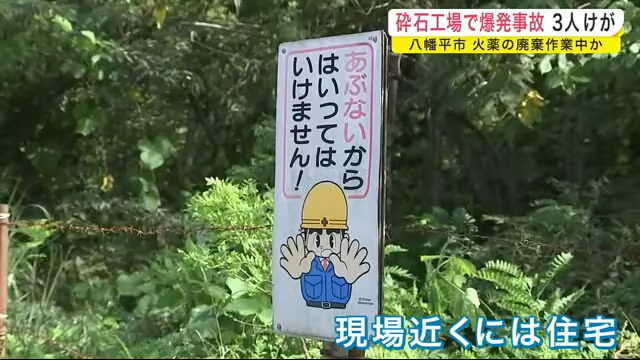 砕石工場で爆発事故 3人けが
八幡平市 火薬の廃棄作業中か
あぶないから
はいっては
いけません!
現場近くには住宅